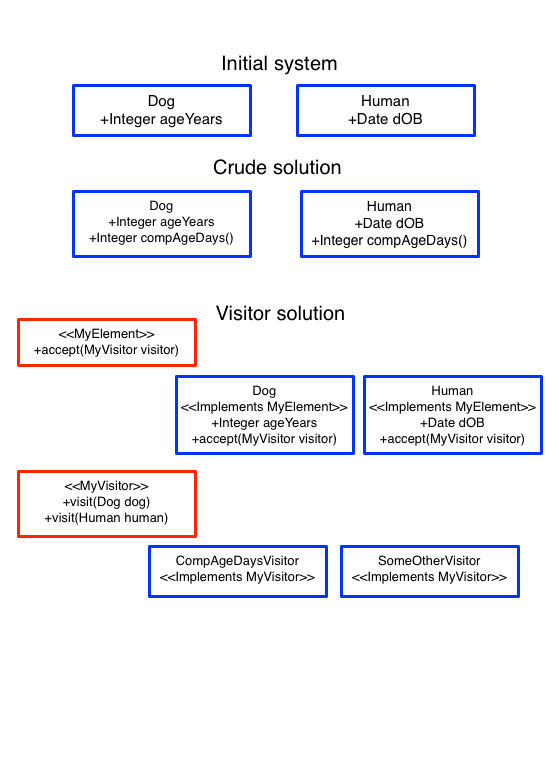 Initial system
Dog
+Integer ageYears
Human
+Date dOB
Crude solution
Dog
+Integer ageYears
+Integer compAgeDays()
Human
+Date dOB
+Integer compAgeDays()
Visitor solution
<<MyElement>>
+accept(MyVisitor visitor)
Dog
<<Implements MyElement>>
+Integer ageYears
+accept(MyVisitor visitor)
Human
<<Implements MyElement>>
+Date dOB
+accept(MyVisitor visitor)
<<MyVisitor>>
+visit(Dog dog)
+visit(Human human)
CompAgeDaysVisitor
<<Implements MyVisitor>>
SomeOtherVisitor
<<Implements MyVisitor>>